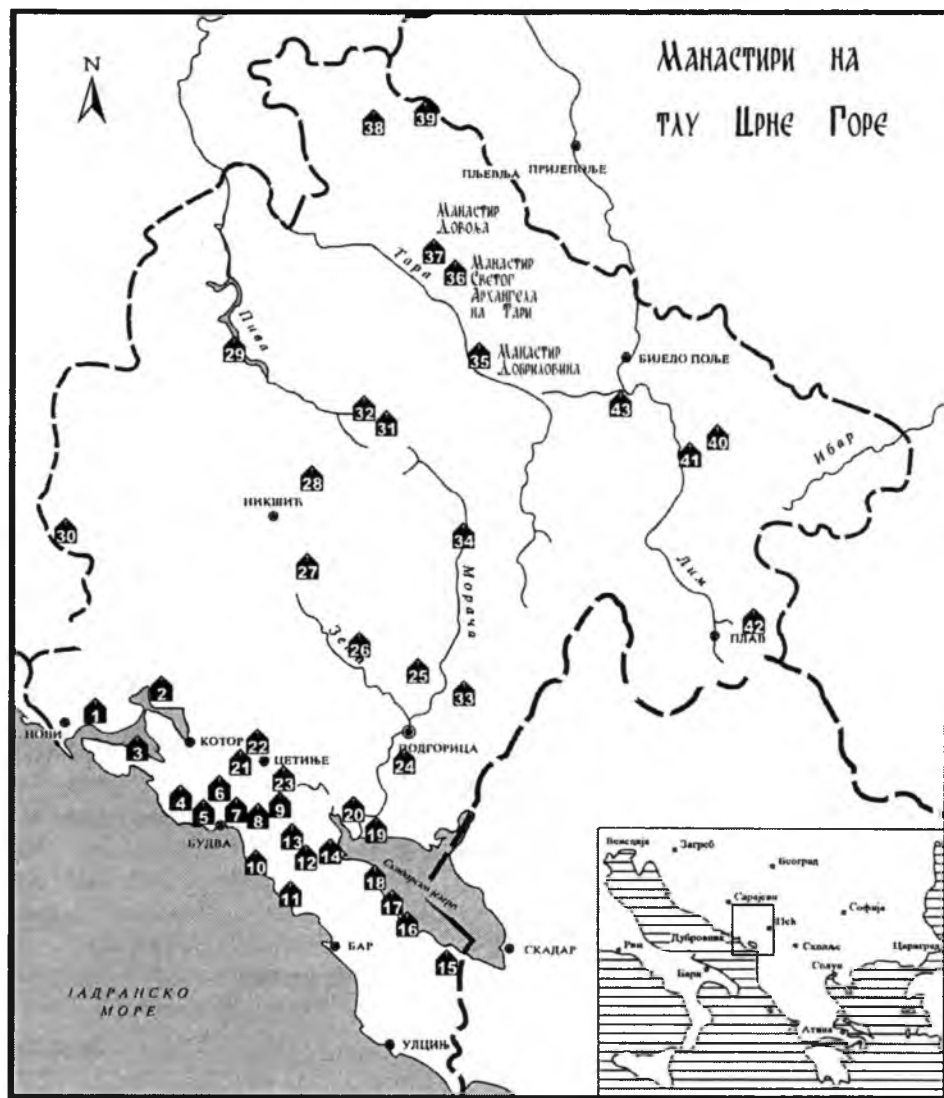 N
МАНАСТИРИ НА
ТЛУ ЦРНЕ ГОРЕ
38
39
ПЉЕВЉА
ПРИЈЕПОЉЕ
МАНАСТИР
ДОВОЉА
37
36
МАНАСТИР
СВЕТОГ
АРХАНГЕЛА
НА ТАРИ
Тара
Пива
29
35
МАНАСТИР
ДОБРИЛОВИНА
БИЈЕЛО ПОЉЕ
43
32
31
40
41
Ибар
28
НИКШИЋ
30
34
27
Морача
Лим
Зета
26
42
ПЛАВ
25
33
2
1
НОВИ
3
КОТОР
22
21
ЦЕТИЊЕ
ПОДГОРИЦА
24
23
4
6
5
7
8
9
БУДВА
20
19
13
12
14
10
11
Скадарско језеро
18
17
16
15
БАР
СКАДАР
ЈАДРАНСКО
МОРЕ
УЛЦИЊ
Венеција
Загреб
Београд
Сарајево
Софија
Пећ
Дубровник
Скопље
Цариград
Рим
Бари
Солун
Атина